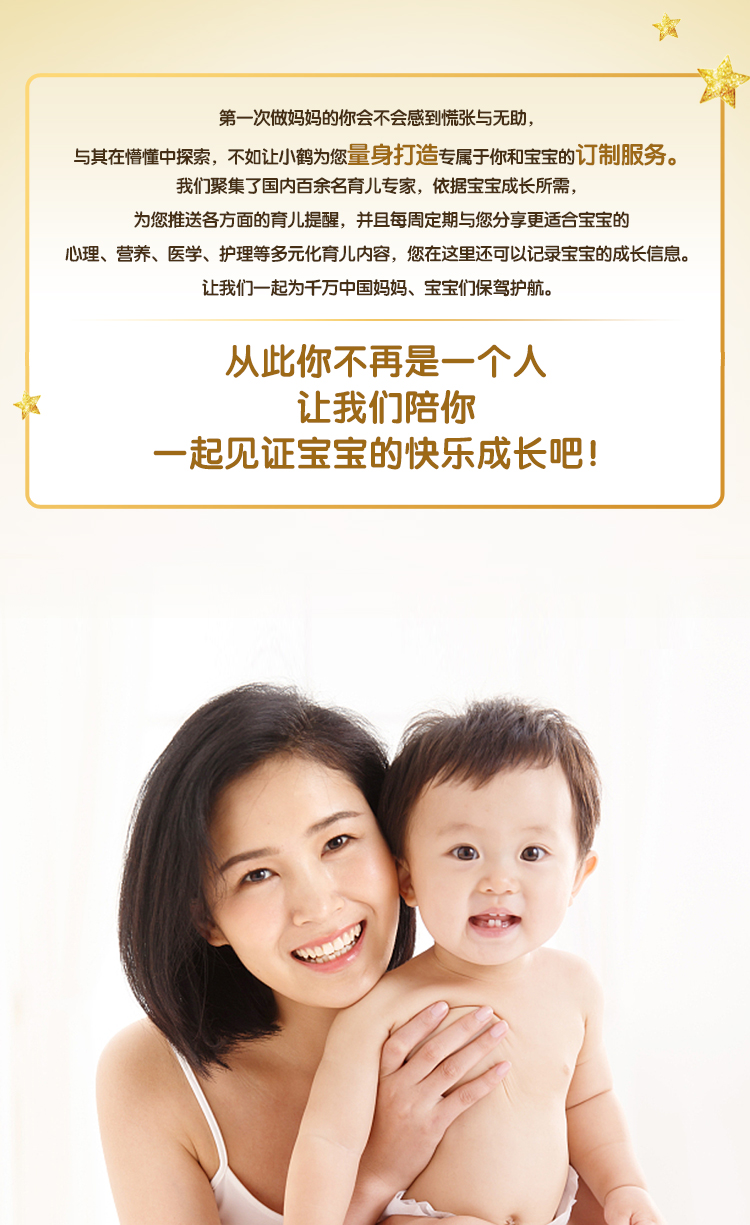 第一次做妈妈的你会不会感到慌张与无助，
与其在懵懂中探索，不如让小鹤为您量身打造专属于你和宝宝的订制服务。
我们聚集了国内百余名育儿专家，依据宝宝成长所需，
为您推送各方面的育儿提醒，并且每周定期与您分享更适合宝宝的
心理、营养、医学、护理等多元化育儿内容，您在这里还可以记录宝宝的成长信息。
让我们一起为千万中国妈妈、宝宝们保驾护航。
从此你不再是一个人
让我们陪你
一起见证宝宝的快乐成长吧！